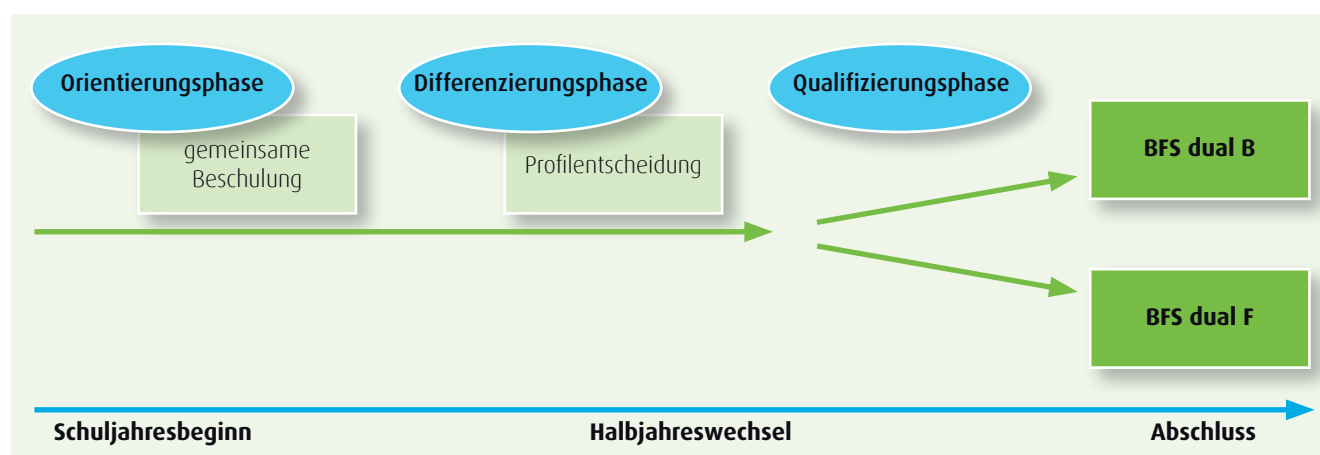 Orientierungsphase
gemeinsame
Beschulung
Differenzierungsphase
Profilentscheidung
Qualifizierungsphase
BFS dual B
BFS dual F
Schuljahresbeginn
Halbjahreswechsel
Abschluss